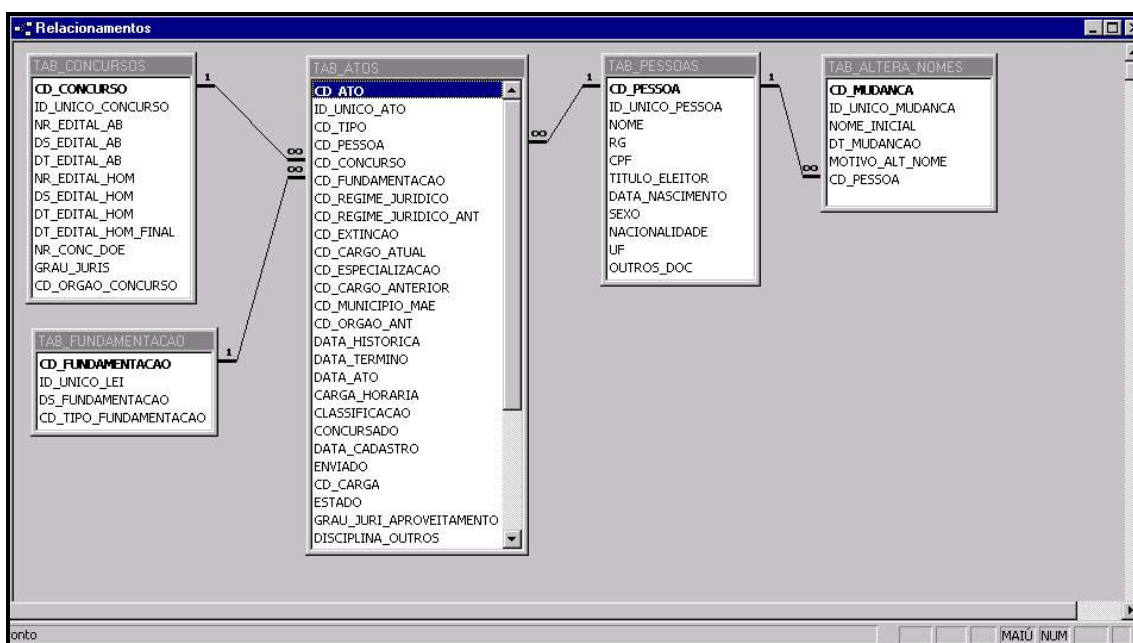 Relacionamentos
TAB_CONCURSOS
CD_CONCURSO
ID_UNICO_CONCURSO
NR_EDITAL_AB
DS_EDITAL_AB
DT_EDITAL_AB
NR_EDITAL_HOM
DS_EDITAL_HOM
DT_EDITAL_HOM
DT_EDITAL_HOM_FINAL
NR_CONC_DOE
GRAU_JURIS
CD_ORGAO_CONCURSO
1
TAB_FUNDAMENTACAO
CD_FUNDAMENTACAO
ID_UNICO_LEI
DS_FUNDAMENTACAO
CD_TIPO_FUNDAMENTACAO
1
∞
∞
TAB_ATOS
CD_ATO
ID_UNICO_ATO
CD_TIPO
CD_PESSOA
CD_CONCURSO
CD_FUNDAMENTACAO
CD_REGIME_JURIDICO
CD_REGIME_JURIDICO_ANT
CD_EXTINCAO
CD_CARGO_ATUAL
CD_ESPECIALIZACAO
CD_CARGO_ANTERIOR
CD_MUNICIPIO_MAE
CD_ORGAO_ANT
DATA_HISTORICA
DATA_TERMINO
DATA_ATO
CARGA_HORARIA
CLASSIFICACAO
CONCURSADO
DATA_CADASTRO
ENVIADO
CD_CARGA
ESTADO
GRAU_JURI_APROVEITAMENTO
DISCIPLINA_OUTROS
∞
1
TAB_PESSOAS
CD_PESSOA
ID_UNICO_PESSOA
NOME
RG
CPF
TITULO_ELEITOR
DATA_NASCIMENTO
SEXO
NACIONALIDADE
UF
OUTROS_DOC
1
∞
TAB_ALTERA_NOMES
CD_MUDANCA
ID_UNICO_MUDANCA
NOME_INICIAL
DT_MUDANCAO
MOTIVO_ALT_NOME
CD_PESSOA
onto
MAIÚ NUM